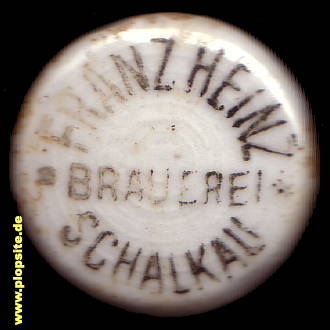 FRANZ HEINZ
* BRAUEREI *
SCHALKAU
www.plopsite.de